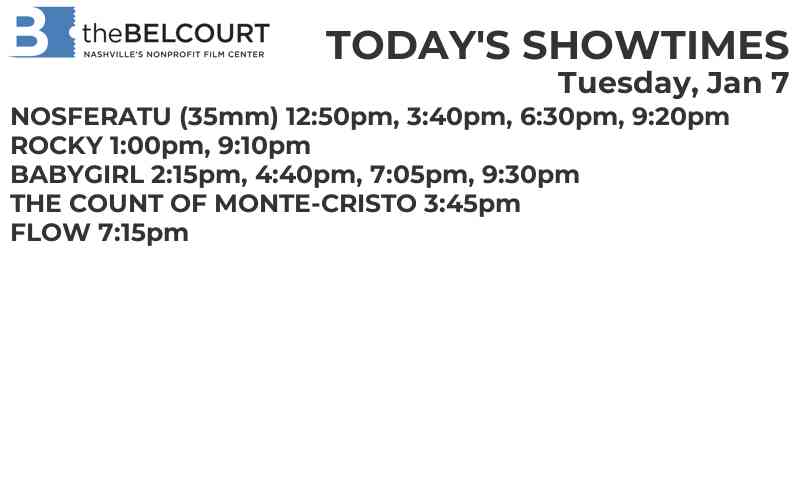 B theBELCOURT
NASHVILLE'S NONPROFIT FILM CENTER
TODAY'S SHOWTIMES
Tuesday, Jan 7
NOSFERATU (35mm) 12:50pm, 3:40pm, 6:30pm, 9:20pm
ROCKY 1:00pm, 9:10pm
BABYGIRL 2:15pm, 4:40pm, 7:05pm, 9:30pm
THE COUNT OF MONTE-CRISTO 3:45pm
FLOW 7:15pm